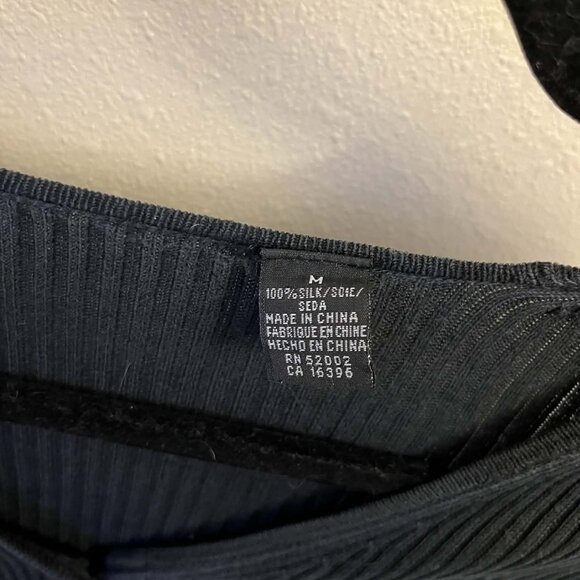 M
100% SILK/SOIE/
SEDA
MADE IN CHINA
FABRIQUE EN CHINE
HECHO EN CHINA
RN 52002
CA 16396